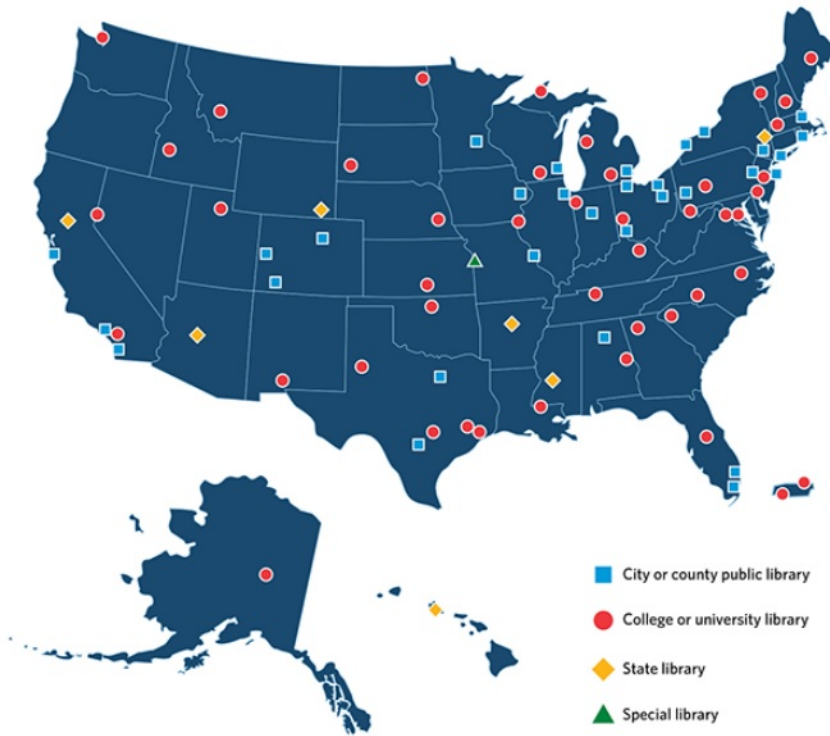 City or county public library
College or university library
State library
Special library